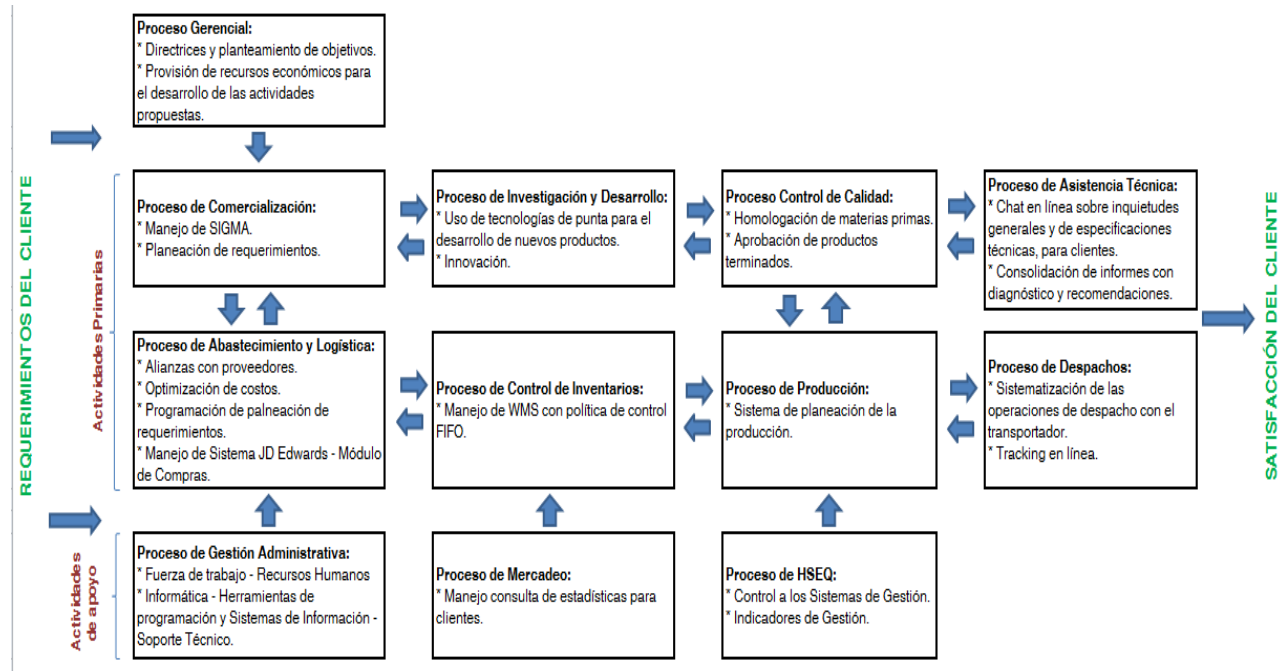 REQUERIMIENTOS DEL CLIENTE
Proceso Gerencial:
* Directrices y planteamiento de objetivos.
* Provisión de recursos económicos para
el desarrollo de las actividades
propuestas.
Actividades Primarias
Proceso de Comercialización:
* Manejo de SIGMA.
* Planeación de requerimientos.
Proceso de Investigación y Desarrollo:
* Uso de tecnologías de punta para el
desarrollo de nuevos productos.
* Innovación.
Proceso Control de Calidad:
* Homologación de materias primas.
* Aprobación de productos
terminados.
Proceso de Asistencia Técnica:
* Chat en línea sobre inquietudes
generales y de especificaciones
técnicas, para clientes.
* Consolidación de informes con
diagnóstico y recomendaciones.
Proceso de Abastecimiento y Logística:
* Alianzas con proveedores.
* Optimización de costos.
* Programación de palneación de
requerimientos.
* Manejo de Sistema JD Edwards - Módulo
de Compras.
Proceso de Control de Inventarios:
* Manejo de WMS con política de control
FIFO.
Proceso de Producción:
* Sistema de planeación de la
producción.
Proceso de Despachos:
* Sistematización de las
operaciones de despacho con el
transportador.
* Tracking en línea.
Actividades
de apoyo
Proceso de Gestión Administrativa:
* Fuerza de trabajo - Recursos Humanos
* Informática - Herramientas de
programación y Sistemas de Información -
Soporte Técnico.
Proceso de Mercadeo:
* Manejo consulta de estadísticas para
clientes.
Proceso de HSEQ:
* Control a los Sistemas de Gestión.
* Indicadores de Gestión.
SATISFACCIÓN DEL CLIENTE